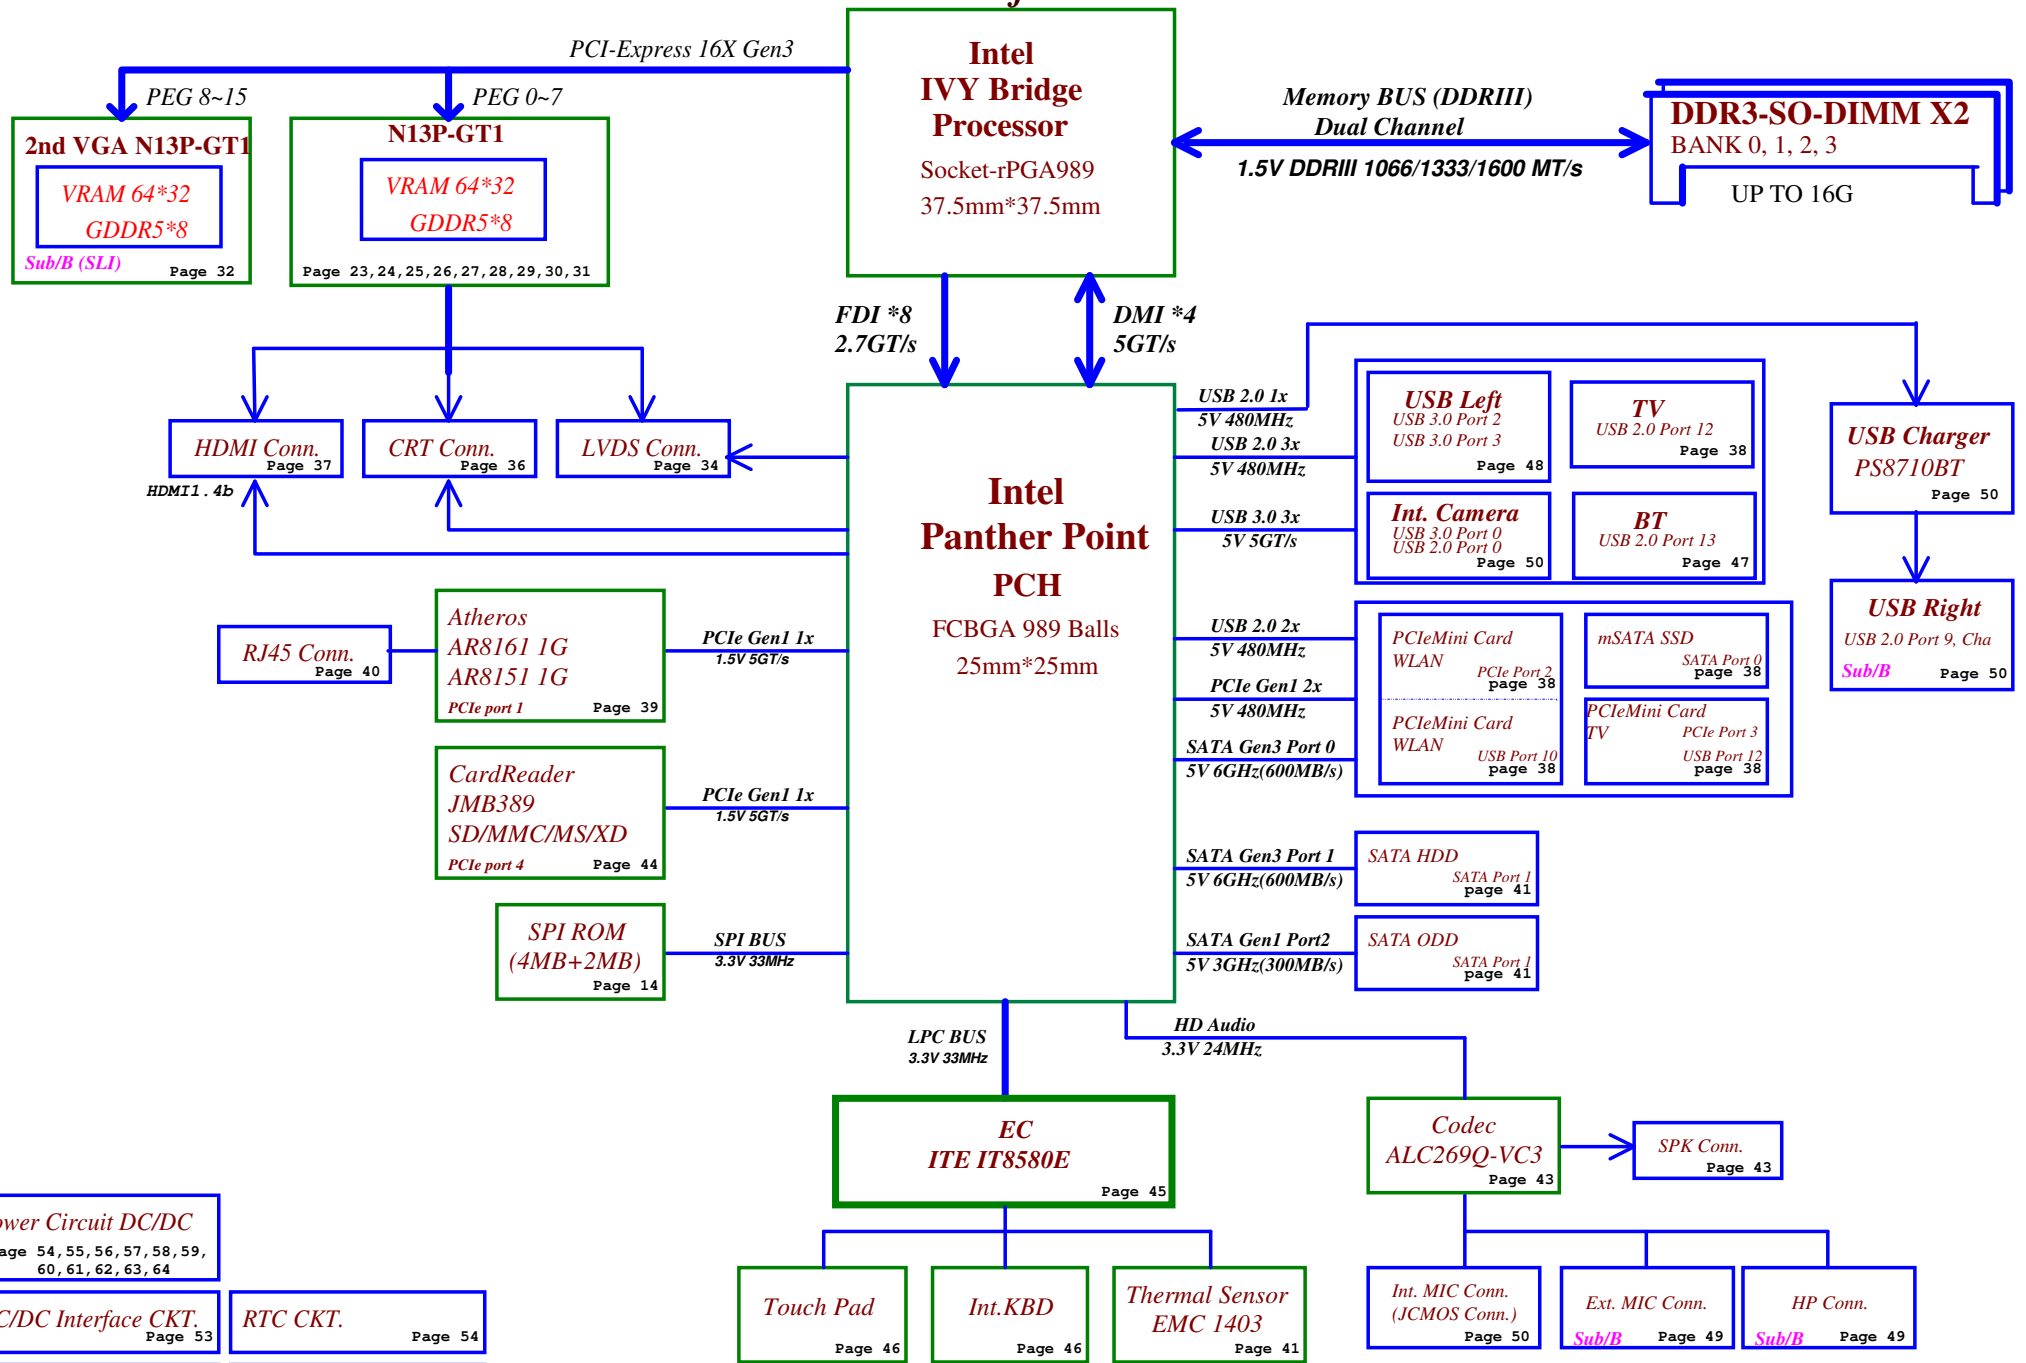 PCI-Express 16X Gen3
PEG 8~15
PEG 0~7
2nd VGA N13P-GT1
VRAM 64*32
GDDR5*8
Sub/B (SLI)
Page 32
N13P-GT1
VRAM 64*32
GDDR5*8
Page 23,24,25,26,27,28,29,30,31
Intel
IVY Bridge
Processor
Socket-rPGA989
37.5mm*37.5mm
Memory BUS (DDRIII)
Dual Channel
1.5V DDRIII 1066/1333/1600 MT/s
DDR3-SO-DIMM X2
BANK 0, 1, 2, 3
UP TO 16G
FDI *8
2.7GT/s
DMI *4
5GT/s
HDMI Conn.
Page 37
HDMI1.4b
CRT Conn.
Page 36
LVDS Conn.
Page 34
Intel
Panther Point
PCH
FCBGA 989 Balls
25mm*25mm
USB 2.0 1x
5V 480MHz
USB 2.0 3x
5V 480MHz
USB 3.0 3x
5V 5GT/s
USB Left
USB 3.0 Port 2
USB 3.0 Port 3
Page 48
TV
USB 2.0 Port 12
Page 38
Int. Camera
USB 3.0 Port 0
USB 2.0 Port 0
Page 50
BT
USB 2.0 Port 13
Page 47
USB Charger
PS8710BT
Page 50
USB Right
USB 2.0 Port 9, Cha
Sub/B
Page 50
RJ45 Conn.
Page 40
Atheros
AR8161 1G
AR8151 1G
PCIe port 1
Page 39
PCIe Gen1 1x
1.5V 5GT/s
CardReader
JMB389
SD/MMC/MS/XD
PCIe port 4
Page 44
PCIe Gen1 1x
1.5V 5GT/s
SPI ROM
(4MB+2MB)
Page 14
SPI BUS
3.3V 33MHz
USB 2.0 2x
5V 480MHz
PCIe Gen1 2x
5V 480MHz
SATA Gen3 Port 0
5V 6GHz(600MB/s)
PCIeMini Card
WLAN
PCIe Port 2
page 38
PCIeMini Card
WLAN
USB Port 10
page 38
mSATA SSD
SATA Port 0
page 38
PCIeMini Card
TV
PCIe Port 3
USB Port 12
page 38
SATA Gen3 Port 1
5V 6GHz(600MB/s)
SATA HDD
SATA Port 1
page 41
SATA Gen1 Port2
5V 3GHz(300MB/s)
SATA ODD
SATA Port 1
page 41
LPC BUS
3.3V 33MHz
HD Audio
3.3V 24MHz
EC
ITE IT8580E
Page 45
Codec
ALC269Q-VC3
Page 43
SPK Conn.
Page 43
Touch Pad
Page 46
Int.KBD
Page 46
Thermal Sensor
EMC 1403
Page 41
Int. MIC Conn.
(JCMOS Conn.)
Page 50
Ext. MIC Conn.
Sub/B
Page 49
HP Conn.
Sub/B
Page 49
ower Circuit DC/DC
age 54,55,56,57,58,59,
60,61,62,63,64
C/DC Interface CKT.
Page 53
RTC CKT.
Page 54